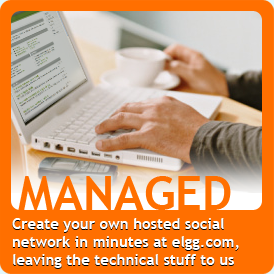 MANAGED
Create your own hosted social
network in minutes at elgg.com,
leaving the technical stuff to us